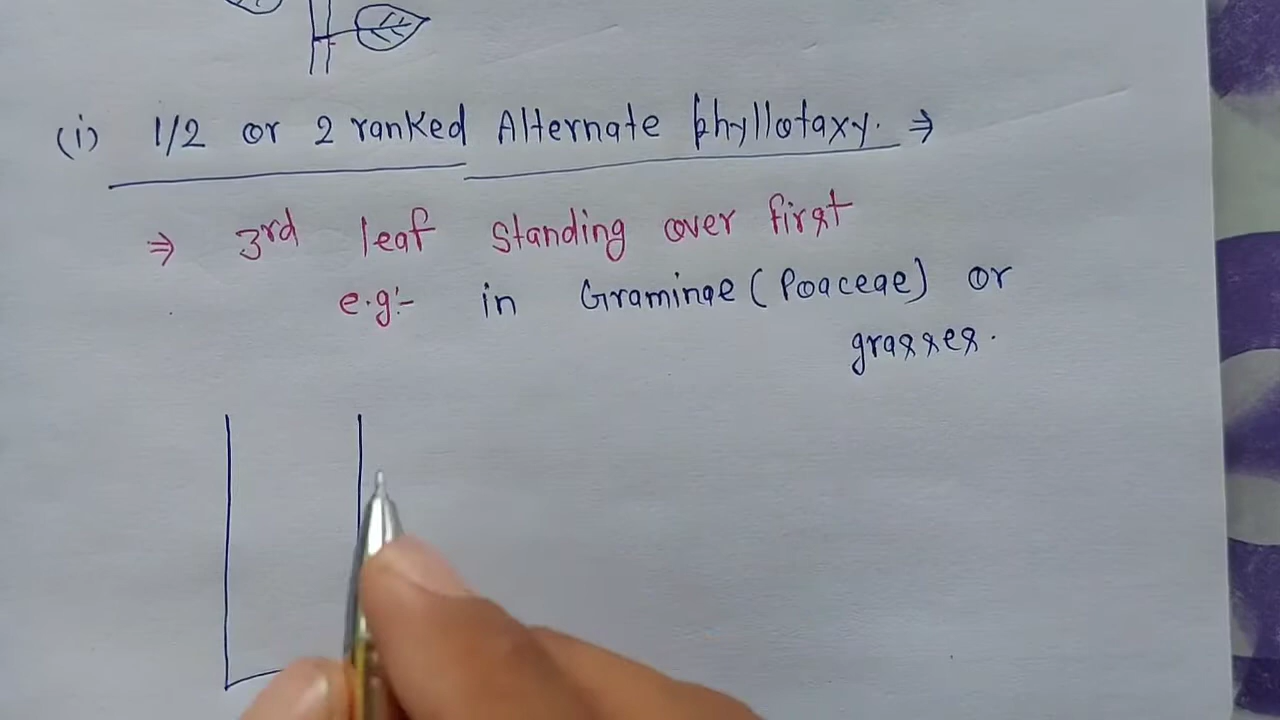 (i) 1/2 or 2 ranked Alternate phyllotaxy. ⇒
⇒ 3rd leaf standing over first
e.g:- in Graminae (Poaceae) or
grasses.